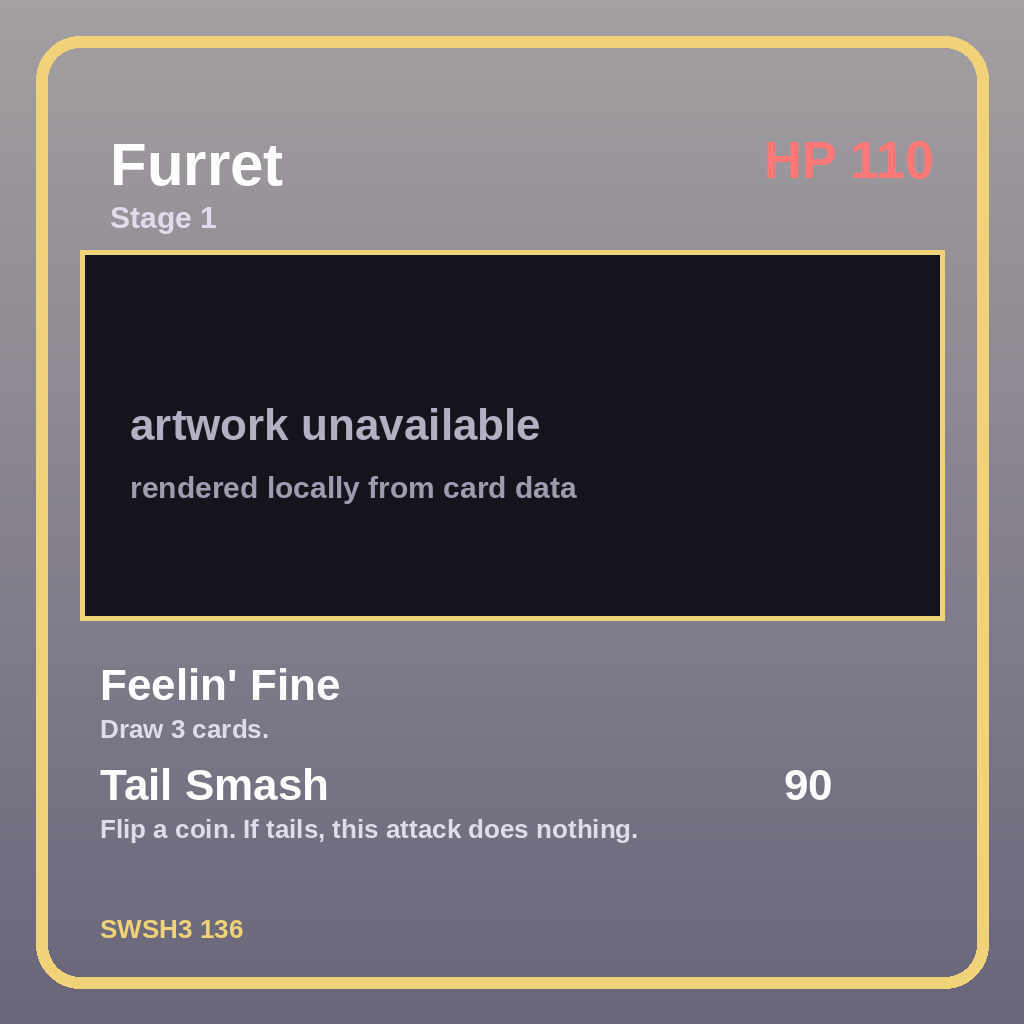 Furret
HP 110
Stage 1
artwork unavailable
rendered locally from card data
Feelin' Fine
Draw 3 cards.
Tail Smash
90
Flip a coin. If tails, this attack does nothing.
SWSH3 136